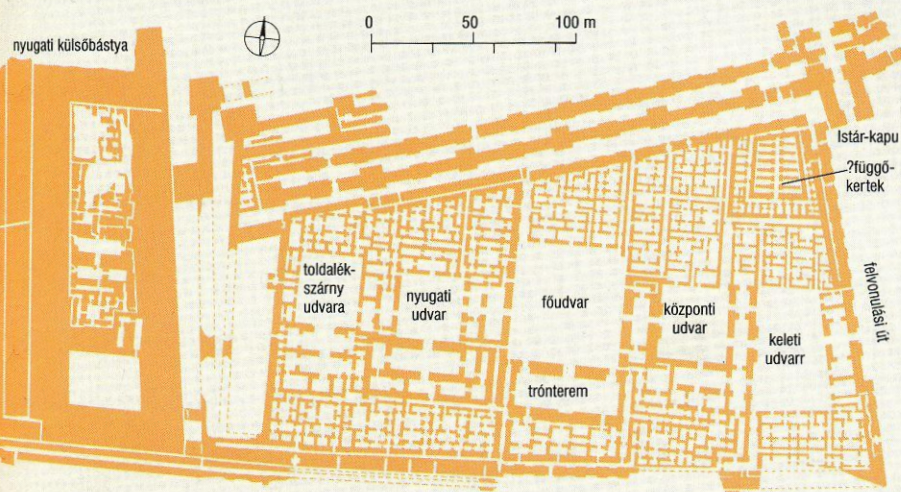 nyugati külsőbástya
0 50 100 m
Istár-kapu
?függő-
kertek
felvonulási út
toldalék-
szárny
udvara
nyugati
udvar
főudvar
központi
udvar
keleti
udvarr
trónterem